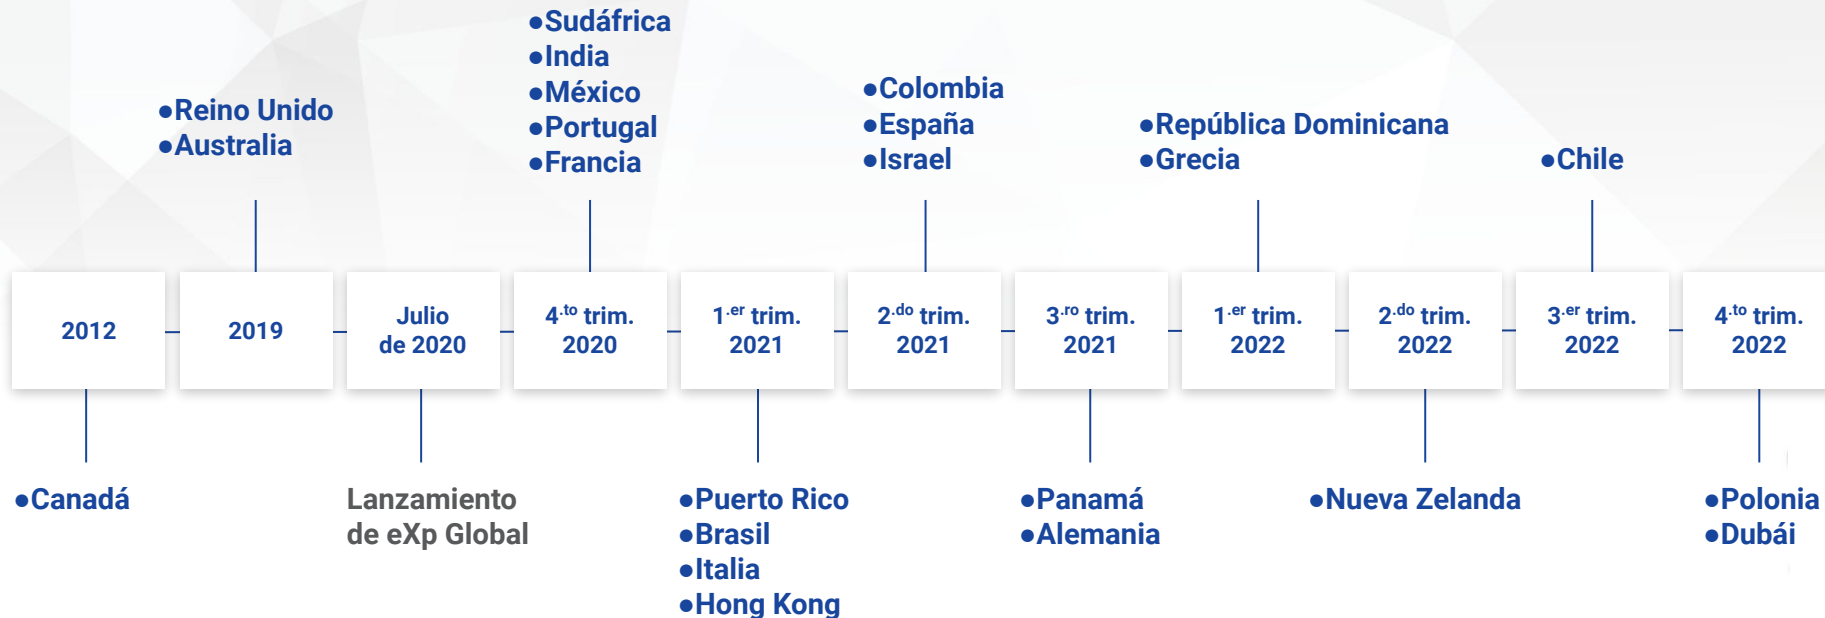 ●Sudáfrica
●India
●México
●Portugal
●Francia
●Reino Unido
●Australia
●Colombia
●España
●Israel
●República Dominicana
●Grecia
●Chile
2012
2019
Julio
de 2020
4.to trim.
2020
1.er trim.
2021
2.do trim.
2021
3.ro trim.
2021
1.er trim.
2022
2.do trim.
2022
3.er trim.
2022
4.to trim.
2022
●Canadá
Lanzamiento
de eXp Global
●Puerto Rico
●Brasil
●Italia
●Hong Kong
●Panamá
●Alemania
●Nueva Zelanda
●Polonia
●Dubái